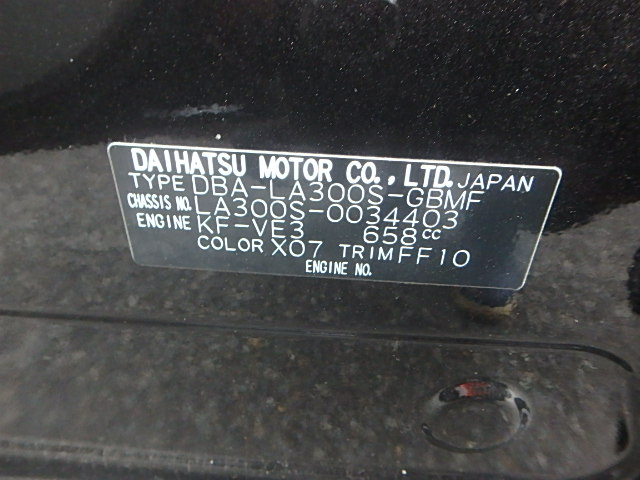 DAIHATSU MOTOR CO., LTD. JAPAN
TYPE DBA-LA300S-GBMF
CHASSIS NO. LA300S-0034403
ENGINE KF-VE3 658cc
COLOR X07 TRIM FF10
ENGINE NO.